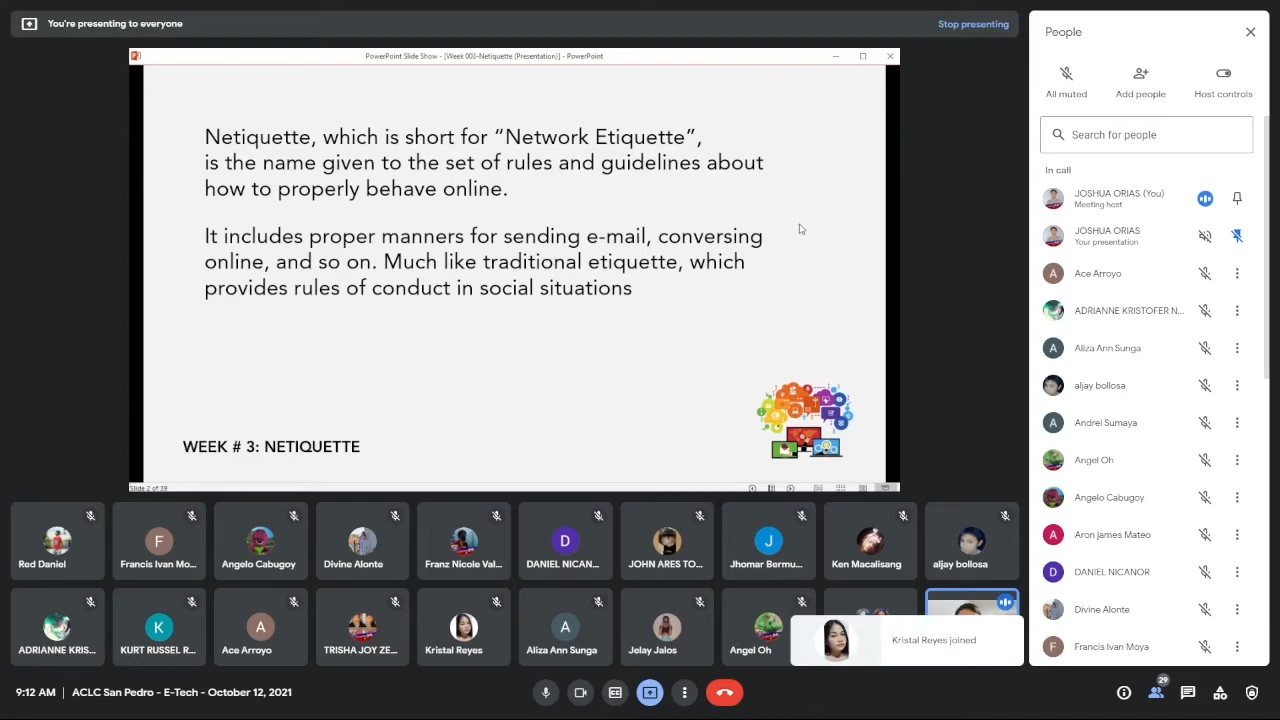 You're presenting to everyone
Stop presenting
PowerPoint Slide Show - [Week 003-Netiquette (Presentation)] - PowerPoint
Netiquette, which is short for “Network Etiquette”,
is the name given to the set of rules and guidelines about
how to properly behave online.
It includes proper manners for sending e-mail, conversing
online, and so on. Much like traditional etiquette, which
provides rules of conduct in social situations
WEEK # 3: NETIQUETTE
Slide 2 of 39
Red Daniel
F
Francis Ivan Mo...
Angelo Cabugoy
Divine Alonte
Franz Nicole Val...
D
DANIEL NICAN...
JOHN ARES TO...
J
Jhomar Bermu...
Ken Macalisang
aljay bollosa
ADRIANNE KRIS...
K
KURT RUSSEL R...
A
Ace Arroyo
TRISHA JOY ZE...
Kristal Reyes
A
Aliza Ann Sunga
Jelay Jalos
Angel Oh
Kristal Reyes joined
9:12 AM | ACLC San Pedro - E-Tech - October 12, 2021
People
All muted
Add people
Host controls
Search for people
In call
JOSHUA ORIAS (You)
Meeting host
JOSHUA ORIAS
Your presentation
A
Ace Arroyo
ADRIANNE KRISTOFER N...
A
Aliza Ann Sunga
aljay bollosa
A
Andrei Sumaya
Angel Oh
Angelo Cabugoy
A
Aron james Mateo
D
DANIEL NICANOR
Divine Alonte
F
Francis Ivan Moya
29